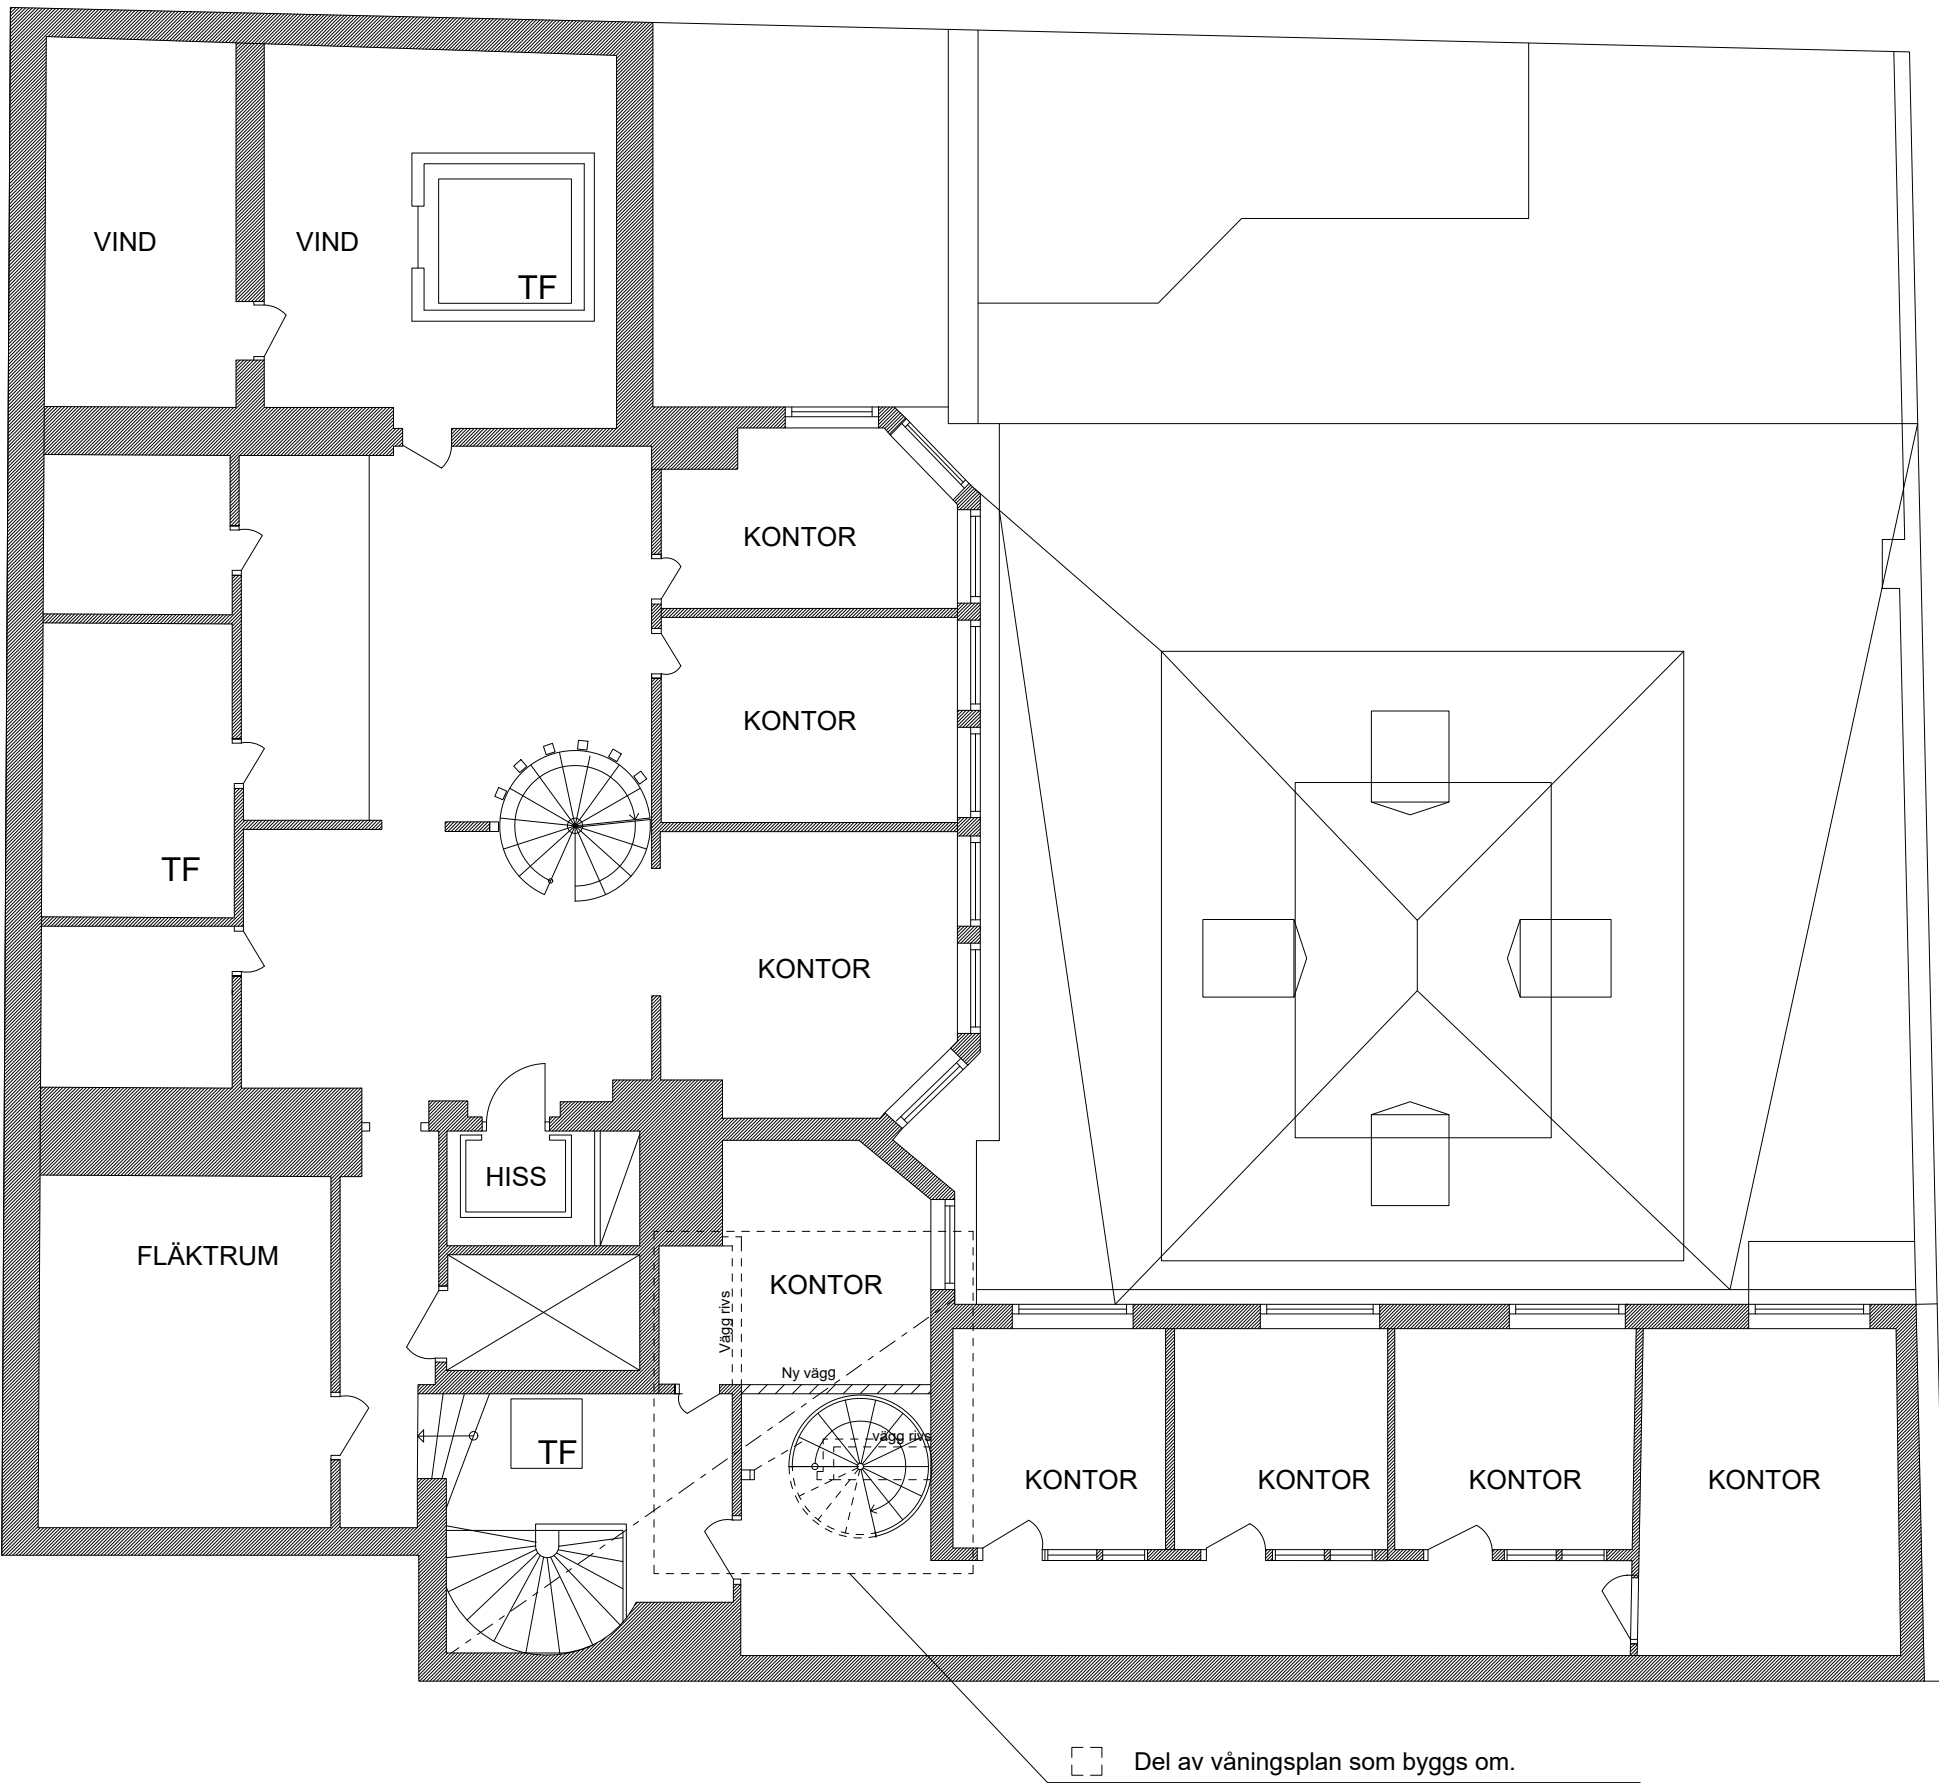 VIND
VIND
TF
KONTOR
KONTOR
TF
KONTOR
HISS
FLÄKTRUM
KONTOR
Vägg rivs
Ny vägg
vägg rivs
TF
KONTOR
KONTOR
KONTOR
KONTOR
Del av våningsplan som byggs om.